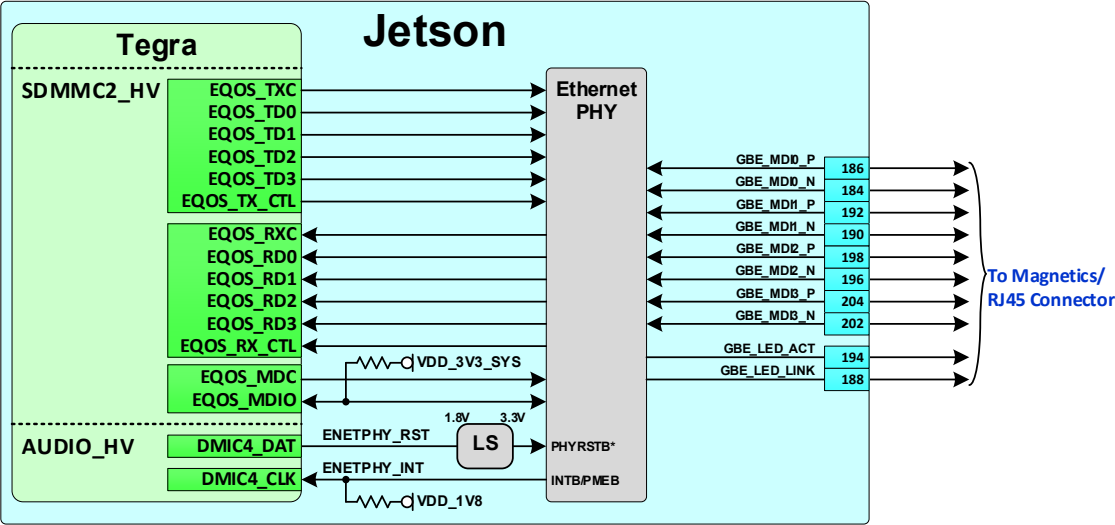 Jetson
Tegra
SDMMC2_HV
EQOS_TXC
EQOS_TD0
EQOS_TD1
EQOS_TD2
EQOS_TD3
EQOS_TX_CTL
EQOS_RXC
EQOS_RD0
EQOS_RD1
EQOS_RD2
EQOS_RD3
EQOS_RX_CTL
EQOS_MDC
EQOS_MDIO
VDD_3V3_SYS
AUDIO_HV
DMIC4_DAT
ENETPHY_RST
1.8V
3.3V
LS
PHYRSTB*
DMIC4_CLK
ENETPHY_INT
INTB/PMEB
VDD_1V8
Ethernet
PHY
GBE_MDI0_P 186
GBE_MDI0_N 184
GBE_MDI1_P 192
GBE_MDI1_N 190
GBE_MDI2_P 198
GBE_MDI2_N 196
GBE_MDI3_P 204
GBE_MDI3_N 202
GBE_LED_ACT 194
GBE_LED_LINK 188
To Magnetics/
RJ45 Connector